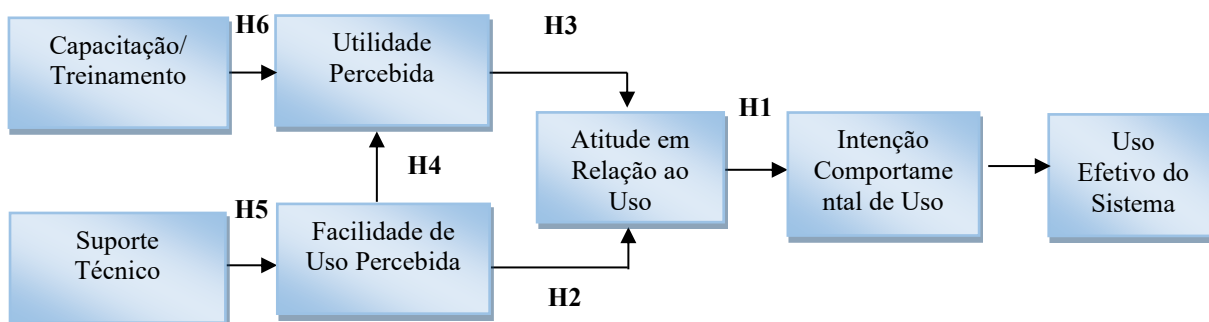 H6
H3
Capacitação/
Treinamento
Utilidade
Percebida
H1
Atitude em
Relação ao
Uso
Intenção
Comportame
ntal de Uso
Uso
Efetivo do
Sistema
H4
H5
Suporte
Técnico
Facilidade de
Uso Percebida
H2